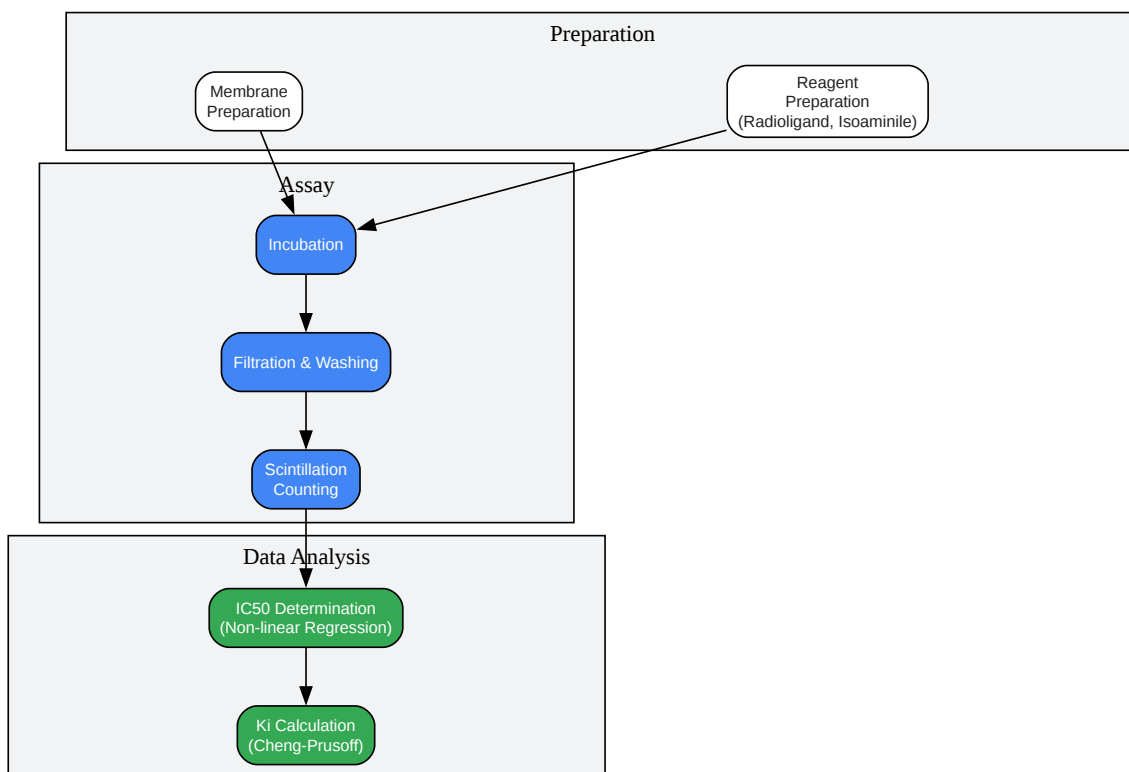 Preparation
Membrane
Preparation
Reagent
Preparation
(Radioligand, Isoaminile)
Assay
Incubation
Filtration & Washing
Scintillation
Counting
Data Analysis
IC50 Determination
(Non-linear Regression)
Ki Calculation
(Cheng-Prusoff)